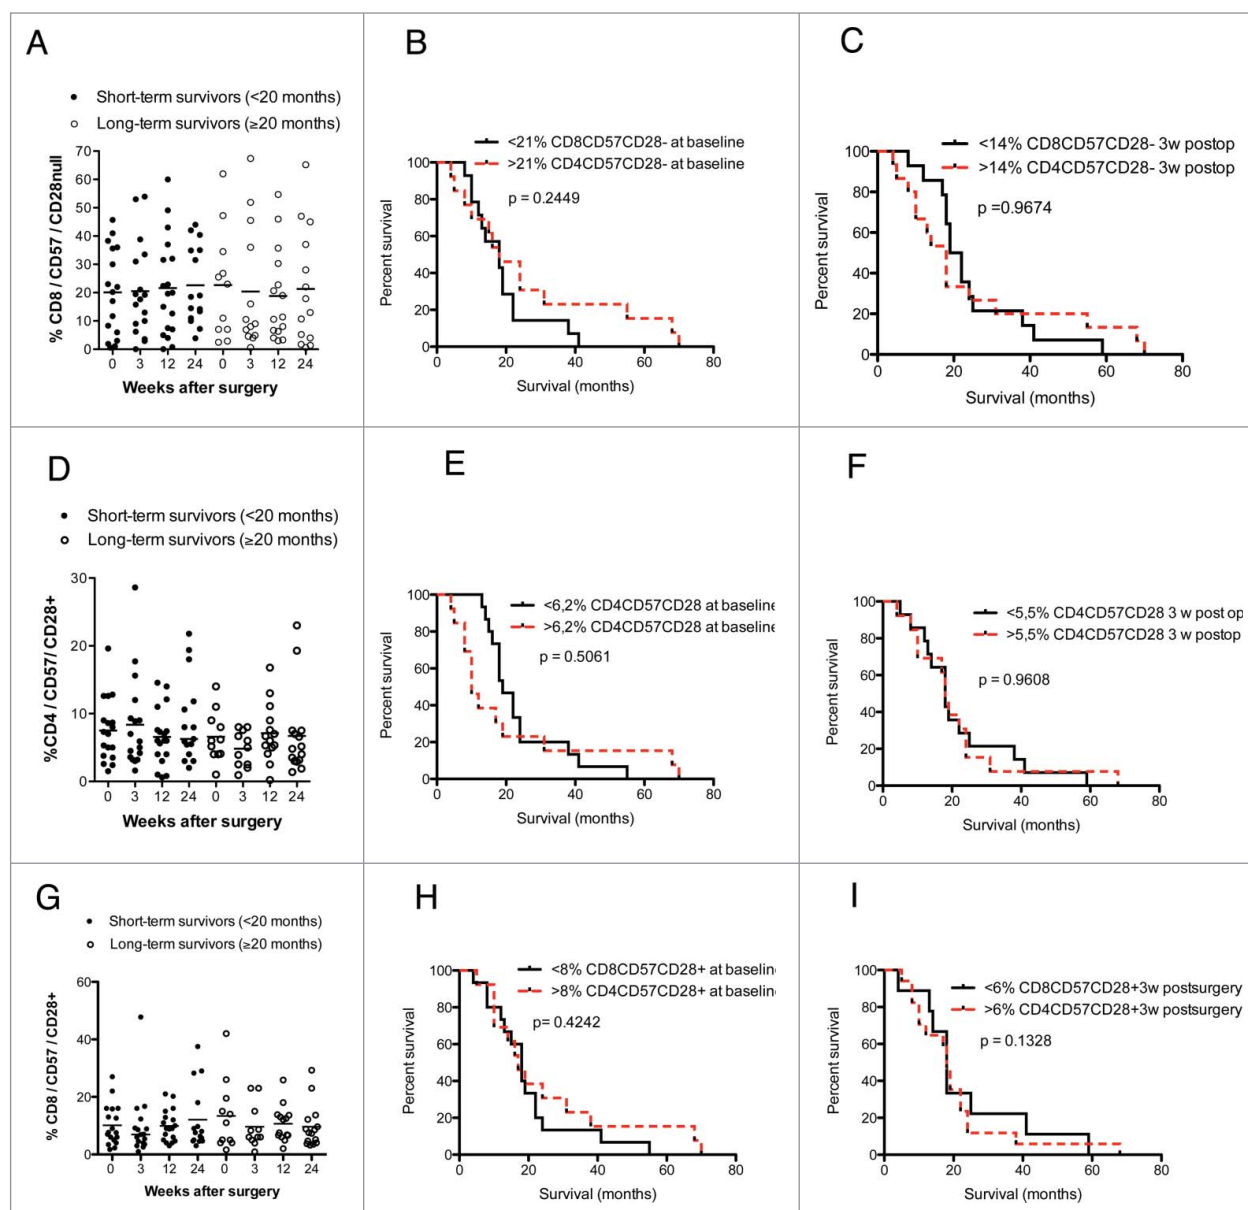 A
Short-term survivors (<20 months)
Long-term survivors (≥20 months)
% CD8 / CD57 / CD28null
70
60
50
40
30
20
10
0
0 3 12 24 0 3 12 24
Weeks after surgery
B
<21% CD8CD57CD28- at baseline
>21% CD4CD57CD28- at baseline
p = 0.2449
Percent survival
100
80
60
40
20
0
0 20 40 60 80
Survival (months)
C
<14% CD8CD57CD28- 3w postop
>14% CD4CD57CD28- 3w postop
p =0.9674
Percent survival
100
80
60
40
20
0
0 20 40 60 80
Survival (months)
D
Short-term survivors (<20 months)
Long-term survivors (≥20 months)
%CD4 / CD57/ CD28+
30
20
10
0
0 3 12 24 0 3 12 24
Weeks after surgery
E
<6,2% CD4CD57CD28 at baseline
>6,2% CD4CD57CD28 at baseline
p = 0.5061
Percent survival
100
80
60
40
20
0
0 20 40 60 80
Survival (months)
F
<5,5% CD4CD57CD28 3 w post op
>5,5% CD4CD57CD28 3 w postop
p = 0.9608
Percent survival
100
80
60
40
20
0
0 20 40 60 80
Survival (months)
G
Short-term survivors (<20 months)
Long-term survivors (≥20 months)
% CD8 / CD57 / CD28+
60
40
20
0
0 3 12 24 0 3 12 24
Weeks after surgery
H
<8% CD8CD57CD28+ at baselin
>8% CD4CD57CD28+ at baselin
p= 0.4242
Percent survival
100
80
60
40
20
0
0 20 40 60 80
Survival (months)
I
<6% CD8CD57CD28+3w postsurgery
>6% CD4CD57CD28+3w postsurgery
p = 0.1328
Percent survival
100
80
60
40
20
0
0 20 40 60 80
Survival (months)